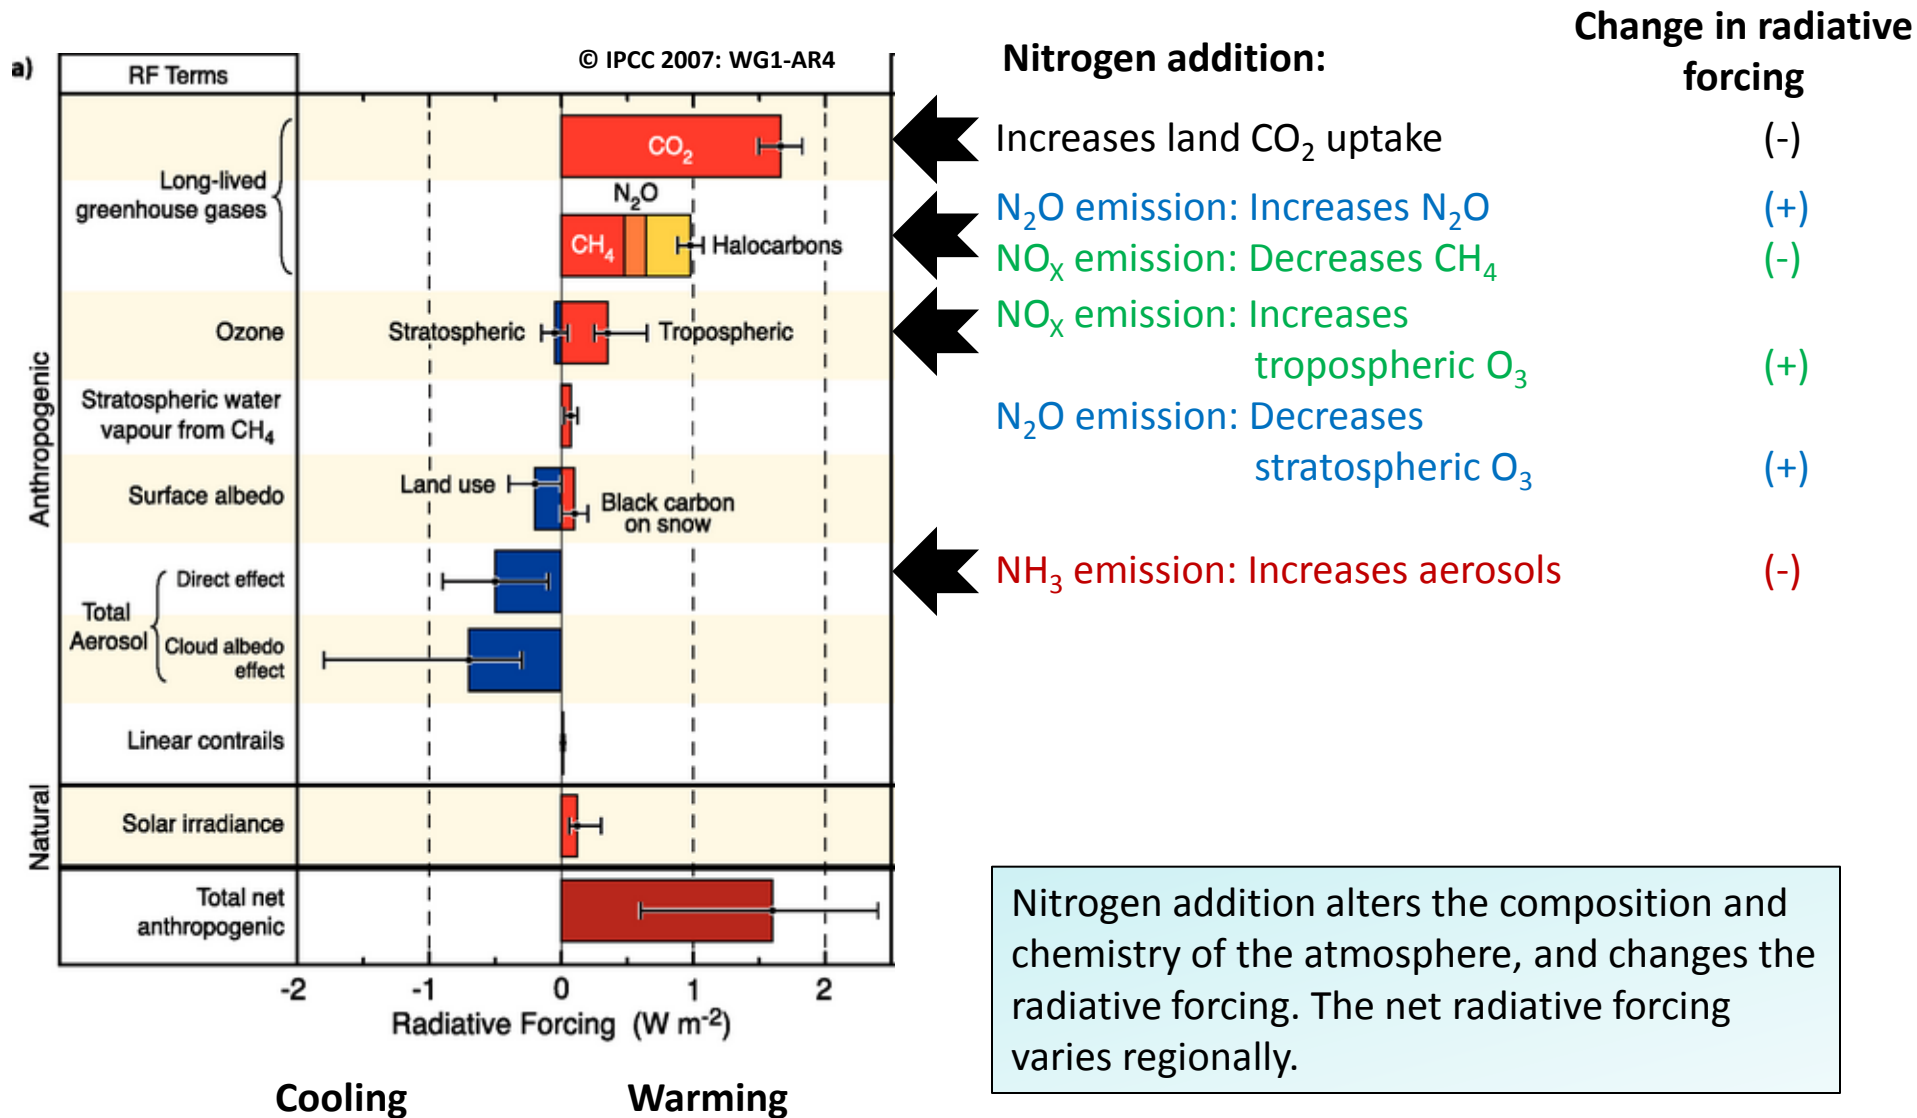 a)
RF Terms
© IPCC 2007: WG1-AR4
Anthropogenic
Natural
Long-lived
greenhouse gases
CO₂
N₂O
CH₄
Halocarbons
Ozone
Stratospheric
Tropospheric
Stratospheric water
vapour from CH₄
Surface albedo
Land use
Black carbon
on snow
Total
Aerosol
Direct effect
Cloud albedo
effect
Linear contrails
Solar irradiance
Total net
anthropogenic
-2 -1 0 1 2
Radiative Forcing (W m⁻²)
Cooling Warming
Nitrogen addition:
Change in radiative
forcing
Increases land CO₂ uptake (-)
N₂O emission: Increases N₂O (+)
NOₓ emission: Decreases CH₄ (-)
NOₓ emission: Increases
tropospheric O₃ (+)
N₂O emission: Decreases
stratospheric O₃ (+)
NH₃ emission: Increases aerosols (-)
Nitrogen addition alters the composition and
chemistry of the atmosphere, and changes the
radiative forcing. The net radiative forcing
varies regionally.